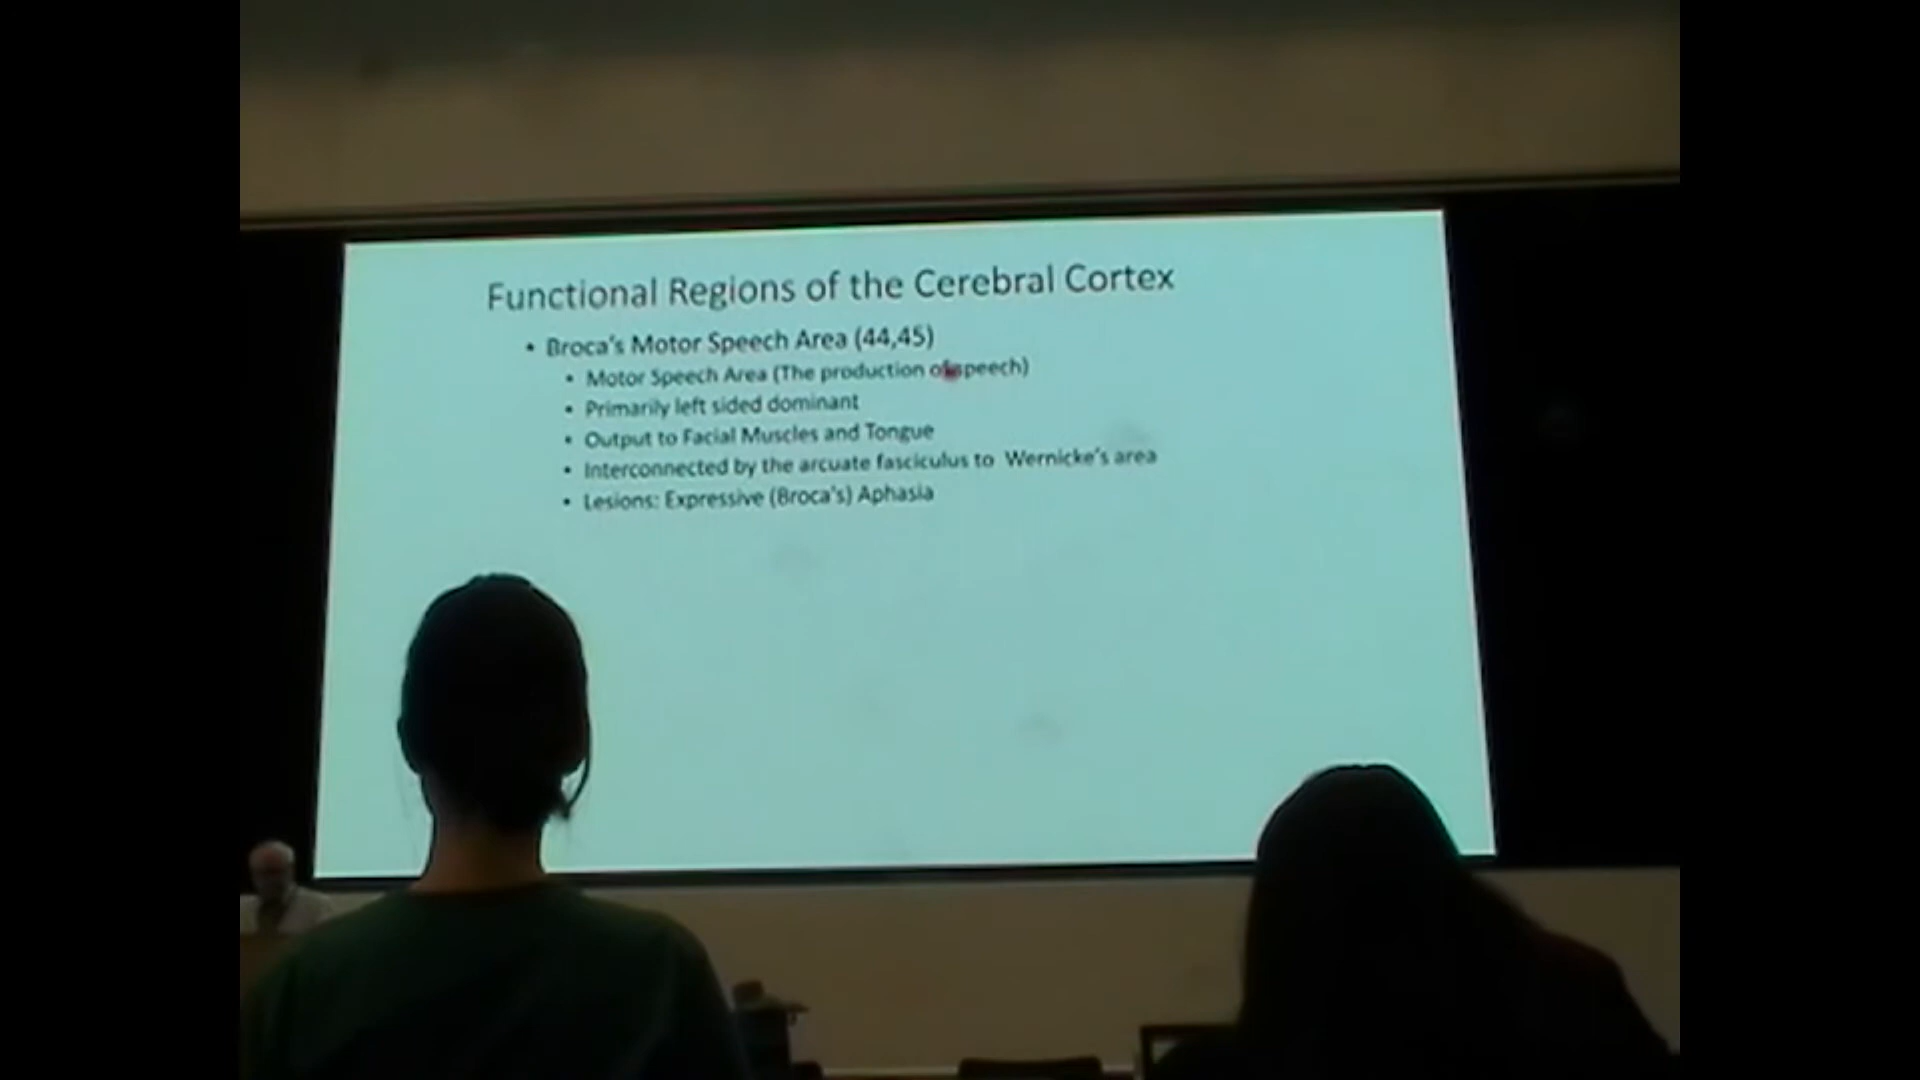 Functional Regions of the Cerebral Cortex
• Broca's Motor Speech Area (44,45)
• Motor Speech Area (The production of speech)
• Primarily left sided dominant
• Output to Facial Muscles and Tongue
• Interconnected by the arcuate fasciculus to Wernicke's area
• Lesions: Expressive (Broca's) Aphasia